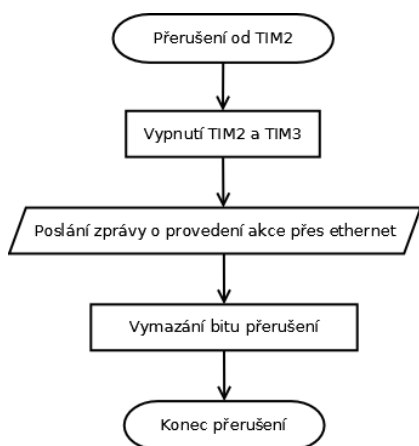 Přerušení od TIM2
Vypnutí TIM2 a TIM3
Poslání zprávy o provedení akce přes ethernet
Vymazání bitu přerušení
Konec přerušení